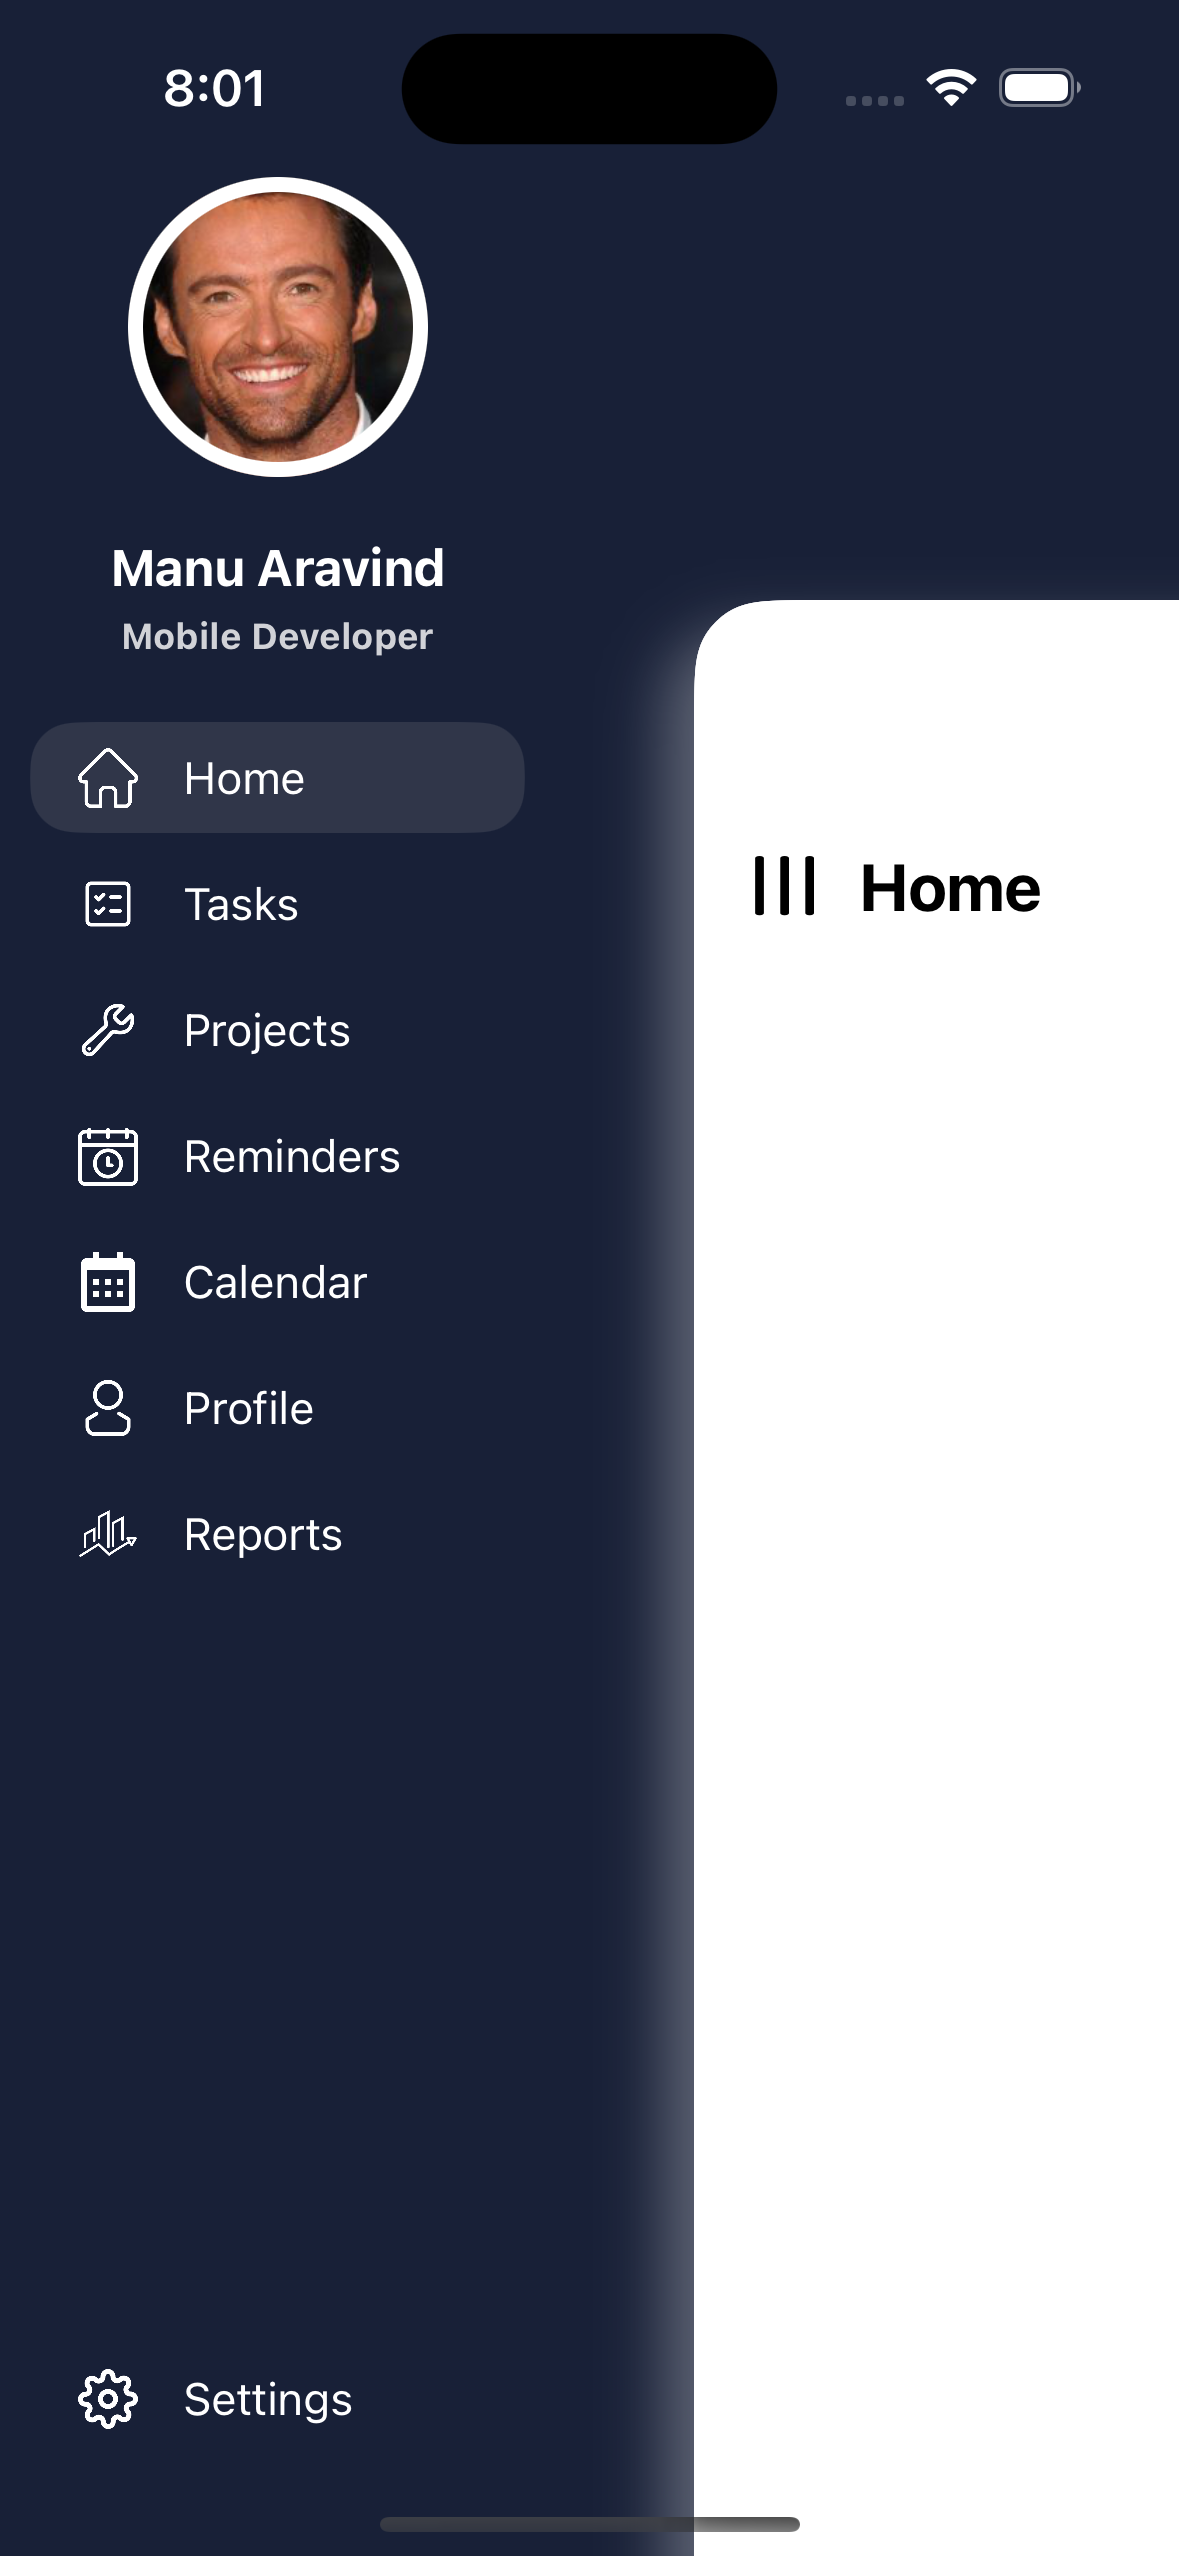 8:01
Manu Aravind
Mobile Developer
Home
Tasks
Projects
Reminders
Calendar
Profile
Reports
Settings
Home